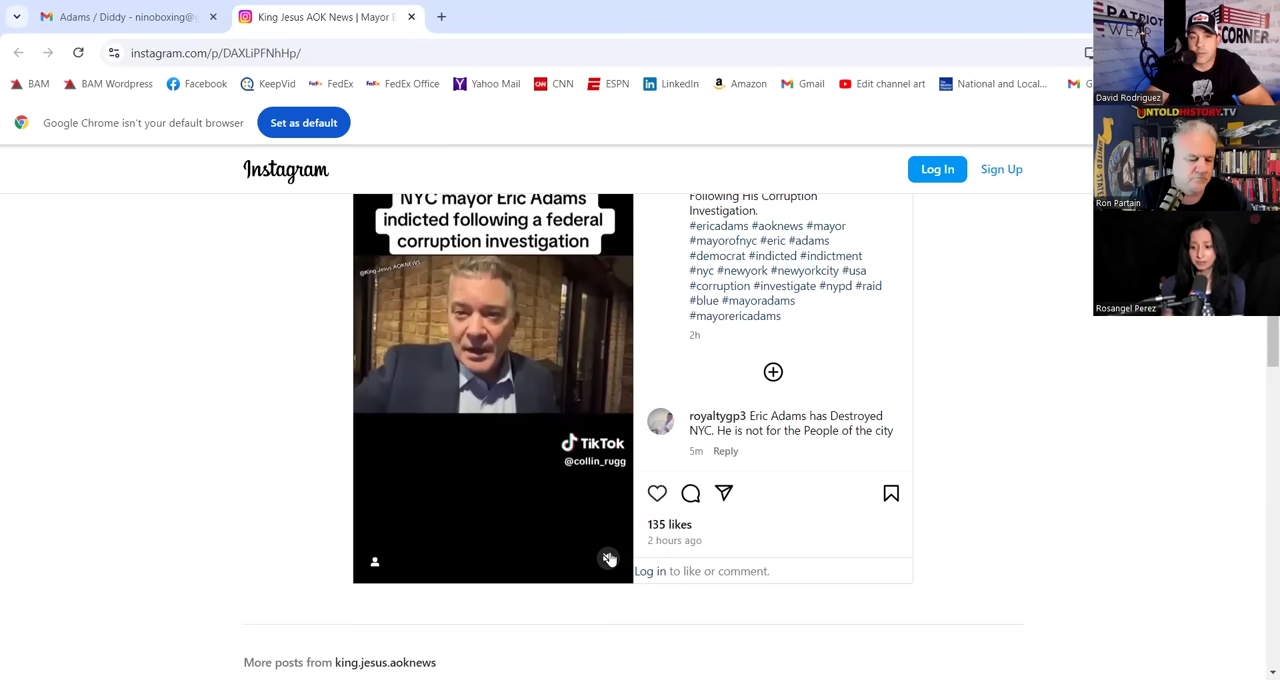 Adams / Diddy - ninoboxing@g
King Jesus AOK News | Mayor E
instagram.com/p/DAXLiPFNhHp/
BAM
BAM Wordpress
Facebook
KeepVid
FedEx
FedEx Office
Yahoo Mail
CNN
CNN
ESPN
LinkedIn
Amazon
Gmail
Edit channel art
National and Local...
G
Google Chrome isn't your default browser
Set as default
Instagram
Log In
Sign Up
NYC mayor Eric Adams
indicted following a federal
corruption investigation
@King Jesus AOKNEWS
TikTok
@collin_rugg
Following His Corruption
Investigation.
#ericadams #aoknews #mayor
#mayorofnyc #eric #adams
#democrat #indicted #indictment
#nyc #newyork #newyorkcity #usa
#corruption #investigate #nypd #raid
#blue #mayoradams
#mayorericadams
2h
royaltygp3 Eric Adams has Destroyed
NYC. He is not for the People of the city
5m Reply
135 likes
2 hours ago
Log in to like or comment.
More posts from king.jesus.aoknews
PATRIOT
WEAR
CORNER
David Rodriguez
UNTOLDHISTORY.TV
UNITED STATE
Ron Partain
Rosangel Perez